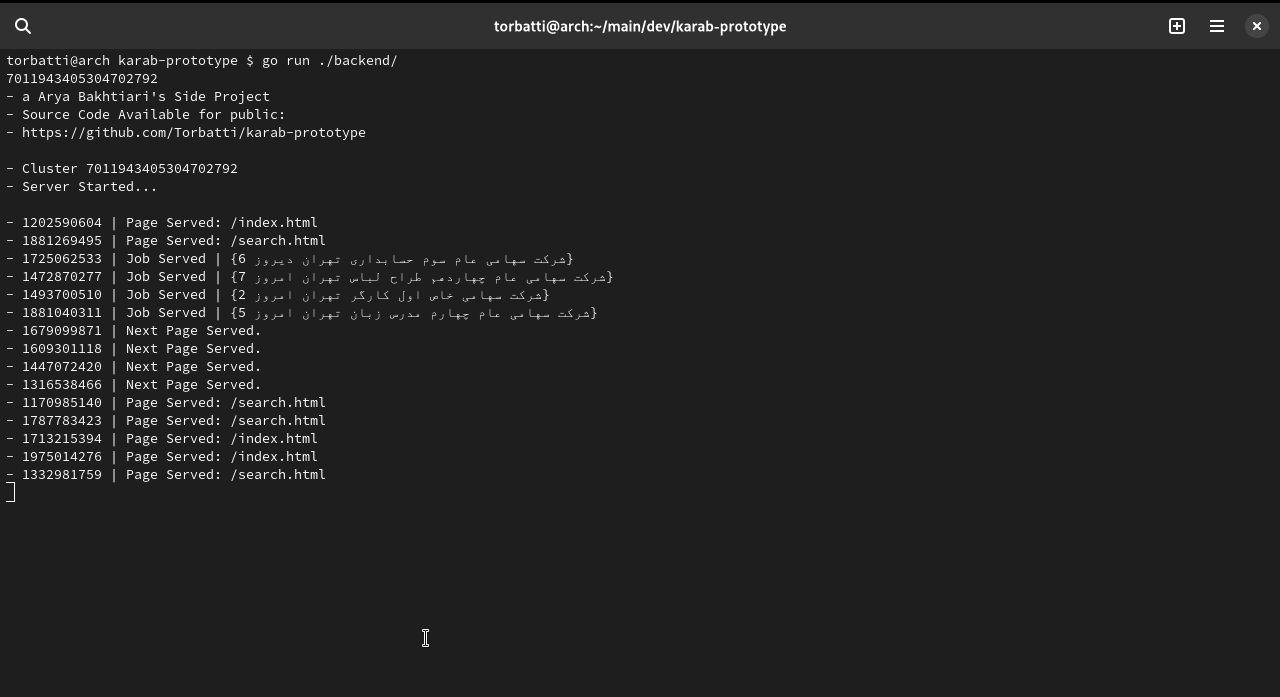 torbatti@arch:~/main/dev/karab-prototype
torbatti@arch karab-prototype $ go run ./backend/
7011943405304702792
- a Arya Bakhtiari's Side Project
- Source Code Available for public:
- https://github.com/Torbatti/karab-prototype
- Cluster 7011943405304702792
- Server Started...
- 1202590604 | Page Served: /index.html
- 1881269495 | Page Served: /search.html
- 1725062533 | Job Served | {شرکت سهامی عام سوم حسابداری تهران دیروز 6}
- 1472870277 | Job Served | {شرکت سهامی عام چهاردهم طراح لباس تهران امروز 7}
- 1493700510 | Job Served | {شرکت سهامی خاص اول کارگر تهران امروز 2}
- 1881040311 | Job Served | {شرکت سهامی عام چهارم مدرس زبان تهران امروز 5}
- 1679099871 | Next Page Served.
- 1609301118 | Next Page Served.
- 1447072420 | Next Page Served.
- 1316538466 | Next Page Served.
- 1170985140 | Page Served: /search.html
- 1787783423 | Page Served: /search.html
- 1713215394 | Page Served: /index.html
- 1975014276 | Page Served: /index.html
- 1332981759 | Page Served: /search.html